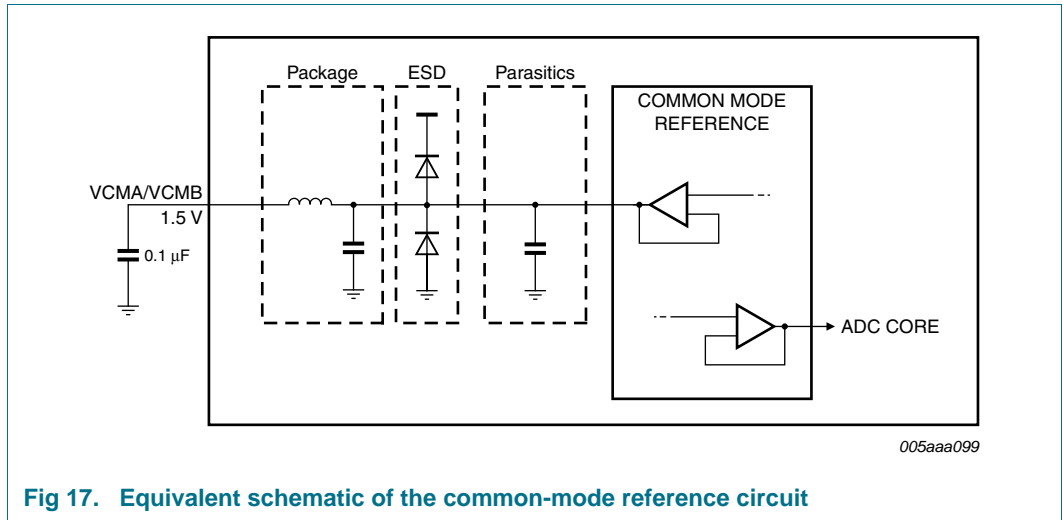 Package
ESD
Parasitics
COMMON MODE
REFERENCE
VCMA/VCMB
1.5 V
0.1 μF
ADC CORE
005aaa099
Fig 17. Equivalent schematic of the common-mode reference circuit